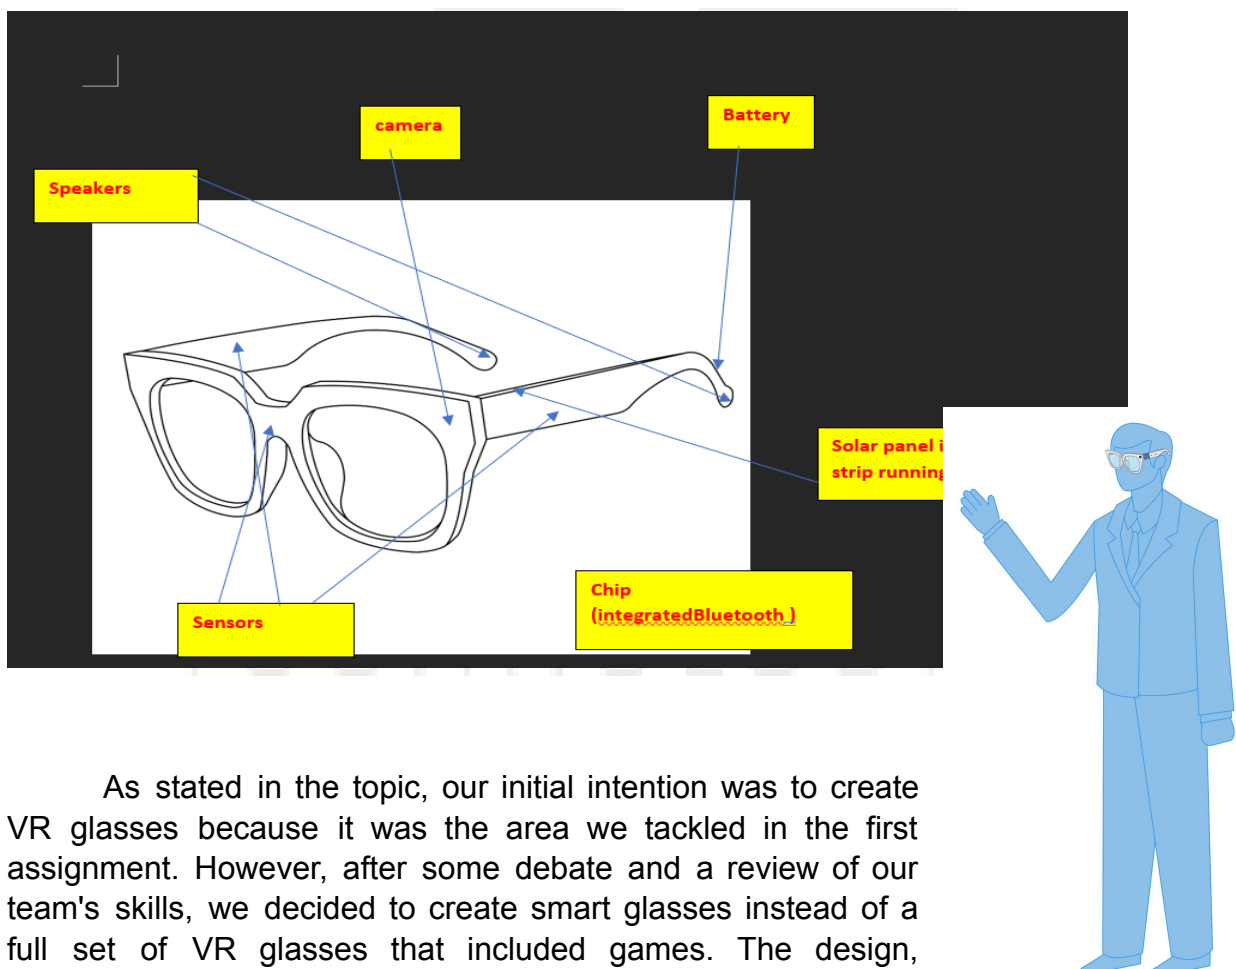 camera
Battery
Speakers
Solar panel
strip running
Sensors
Chip
(integratedBluetooth )
As stated in the topic, our initial intention was to create
VR glasses because it was the area we tackled in the first
assignment. However, after some debate and a review of our
team's skills, we decided to create smart glasses instead of a
full set of VR glasses that included games. The design,